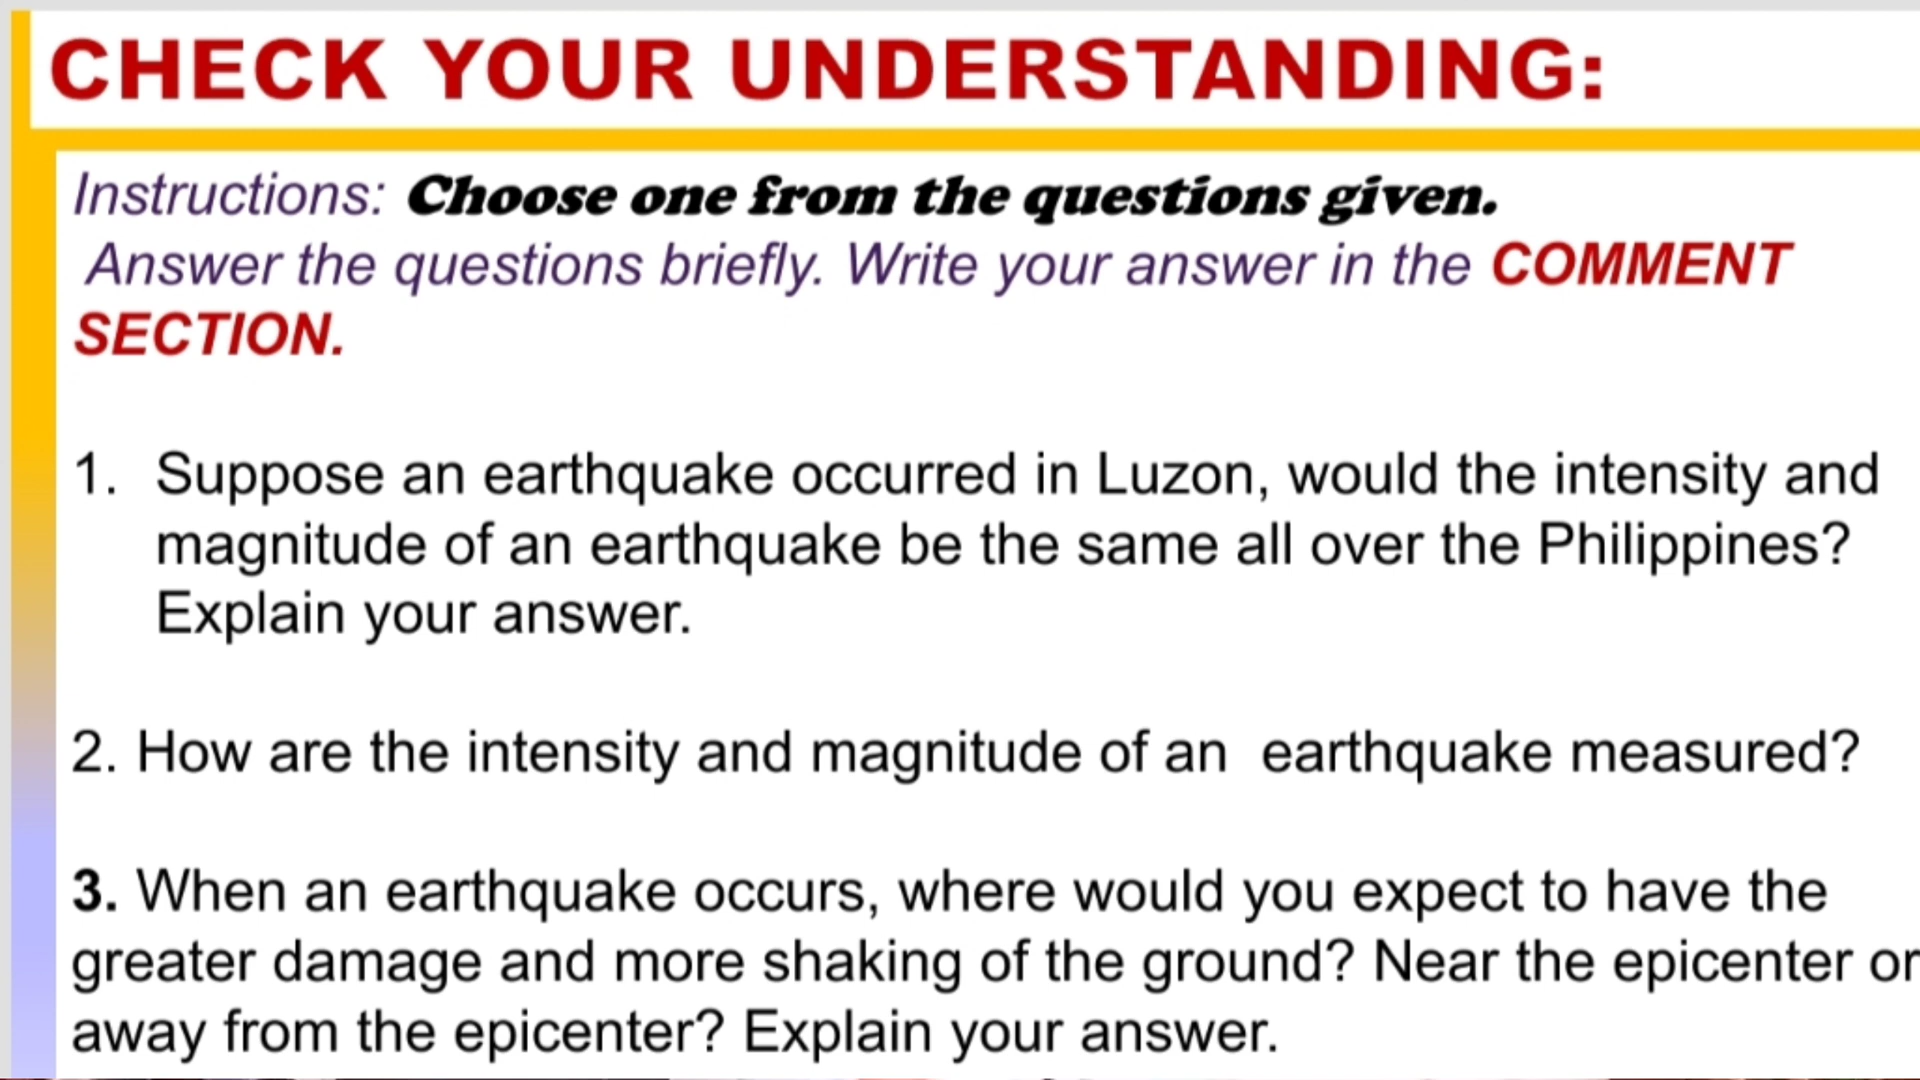 CHECK YOUR UNDERSTANDING:
Instructions: Choose one from the questions given.
Answer the questions briefly. Write your answer in the COMMENT
SECTION.
1. Suppose an earthquake occurred in Luzon, would the intensity and
magnitude of an earthquake be the same all over the Philippines?
Explain your answer.
2. How are the intensity and magnitude of an earthquake measured?
3. When an earthquake occurs, where would you expect to have the
greater damage and more shaking of the ground? Near the epicenter or
away from the epicenter? Explain your answer.